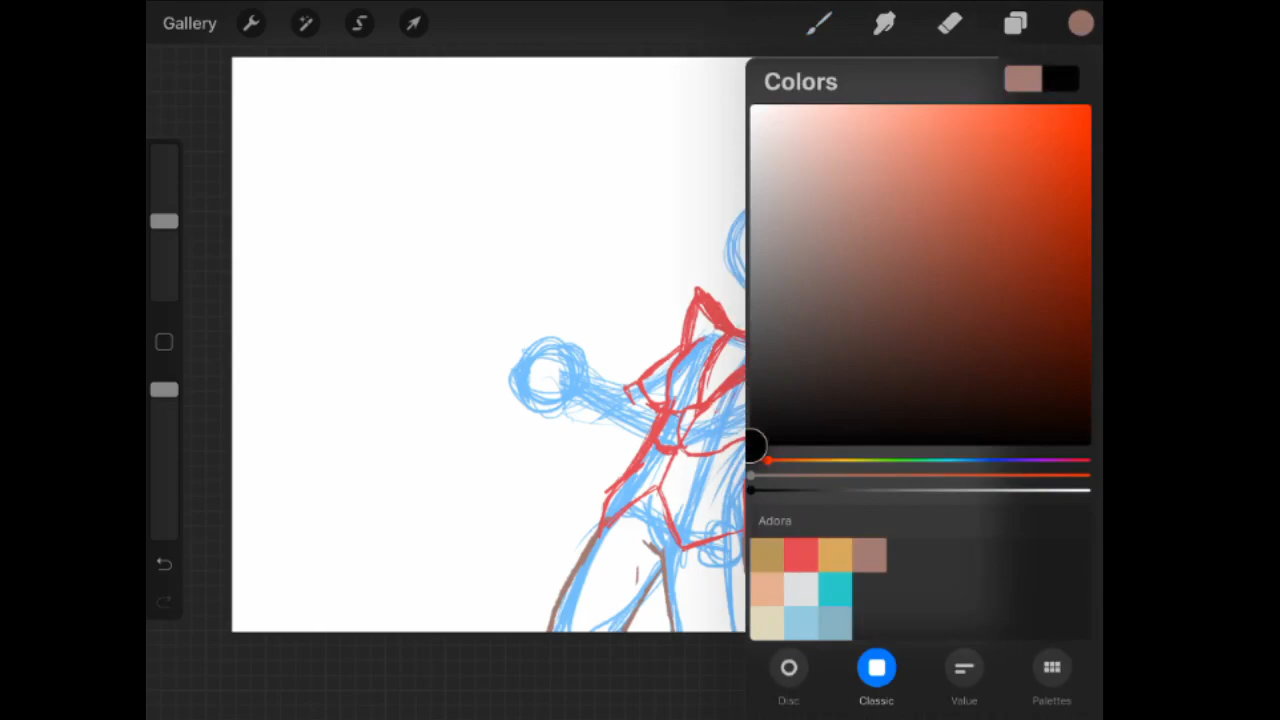 Gallery
Colors
Adora
Disc
Classic
Value
Palettes